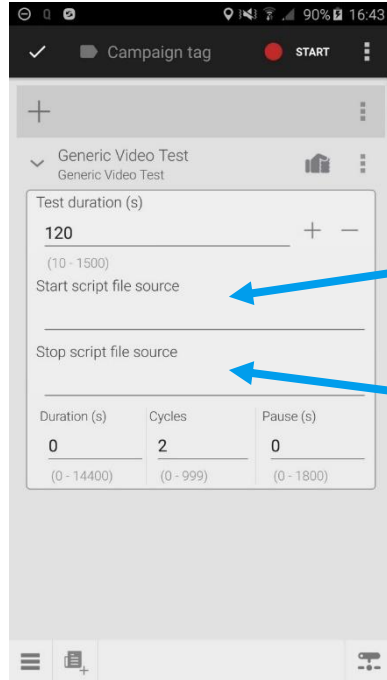 90% 16:43
Campaign tag START
Generic Video Test
Generic Video Test
Test duration (s)
120
(10 - 1500)
Start script file source
Stop script file source
Duration (s) Cycles Pause (s)
0 2 0
(0 - 14400) (0 - 999) (0 - 1800)